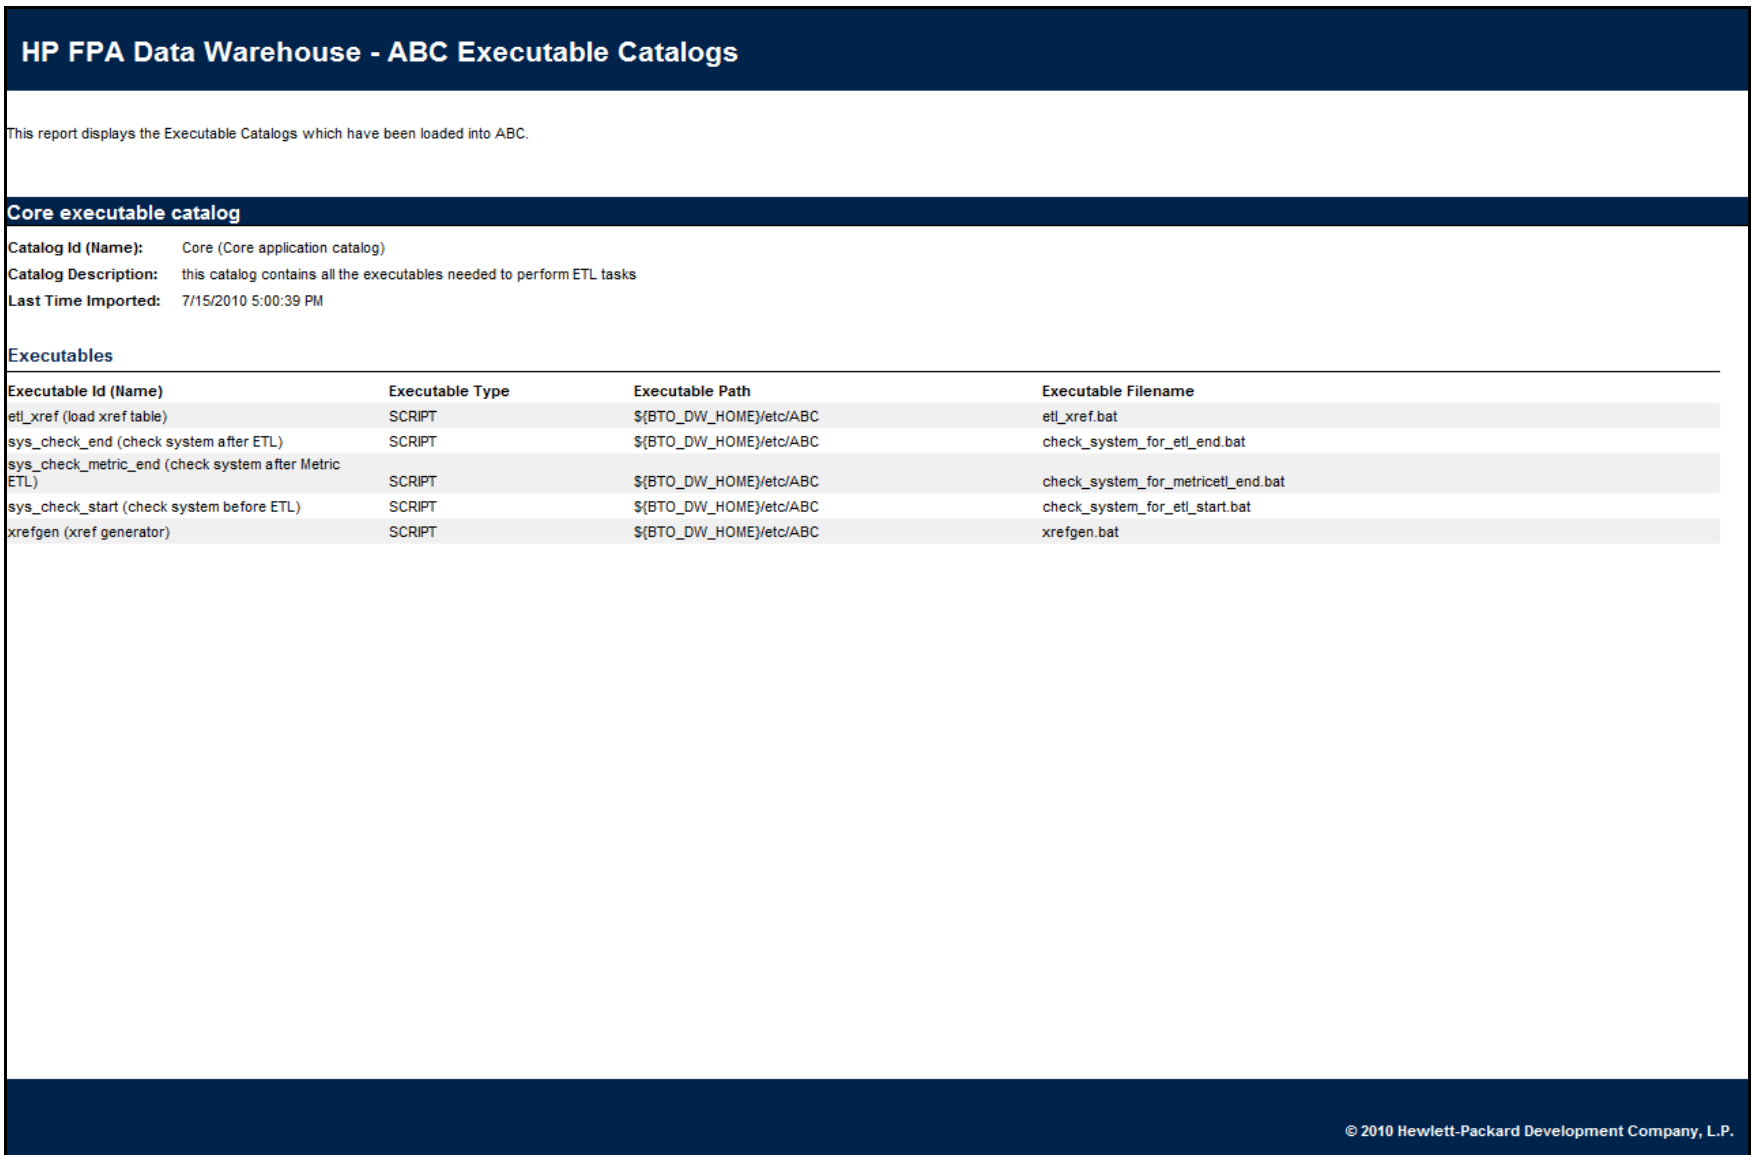 HP FPA Data Warehouse - ABC Executable Catalogs
This report displays the Executable Catalogs which have been loaded into ABC.
Core executable catalog
Catalog Id (Name): Core (Core application catalog)
Catalog Description: this catalog contains all the executables needed to perform ETL tasks
Last Time Imported: 7/15/2010 5:00:39 PM
Executables
Executable Id (Name) Executable Type Executable Path Executable Filename
etl_xref (load xref table) SCRIPT ${BTO_DW_HOME}/etc/ABC etl_xref.bat
sys_check_end (check system after ETL) SCRIPT ${BTO_DW_HOME}/etc/ABC check_system_for_etl_end.bat
sys_check_metric_end (check system after Metric
ETL) SCRIPT ${BTO_DW_HOME}/etc/ABC check_system_for_metricetl_end.bat
sys_check_start (check system before ETL) SCRIPT ${BTO_DW_HOME}/etc/ABC check_system_for_etl_start.bat
xrefgen (xref generator) SCRIPT ${BTO_DW_HOME}/etc/ABC xrefgen.bat
© 2010 Hewlett-Packard Development Company, L.P.